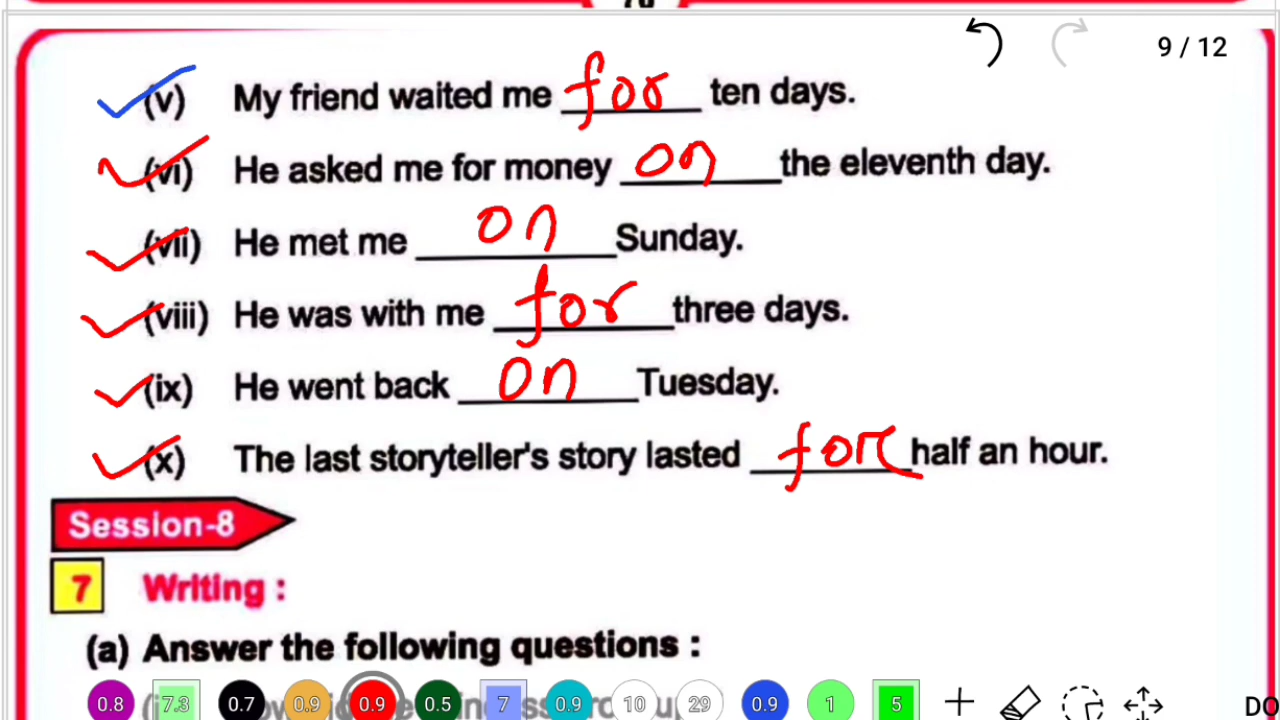 9 / 12
(v) My friend waited me for ten days.
(vi) He asked me for money on the eleventh day.
(vii) He met me on Sunday.
(viii) He was with me for three days.
(ix) He went back on Tuesday.
(x) The last storyteller's story lasted for half an hour.
Session-8
7 Writing :
(a) Answer the following questions :
0.8 7.3 0.7 0.9 0.9 0.5 7 0.9 10 29 0.9 1 5 DO